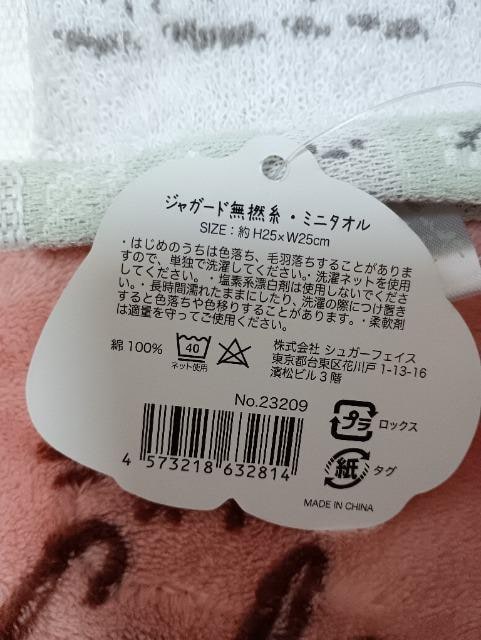 ジャガード無撚糸・ミニタオル
SIZE：約 H25×W25cm
・はじめのうちは色落ち、毛羽落ちすることがありま
すので、単独で洗濯してください。・洗濯ネットを使用
してください。・塩素系漂白剤は使用しないでくださ
い。・長時間濡れたままにしたり、洗濯の際につけ置き
すると色落ちや色移りすることがあります。・柔軟剤
は適量を守ってご使用ください。
綿 100%
40
ネット使用
株式会社 シュガーフェイス
東京都台東区花川戸 1-13-16
濱松ビル 3 階
No.23209
4 573218 632814
プラ ロックス
紙 タグ
MADE IN CHINA